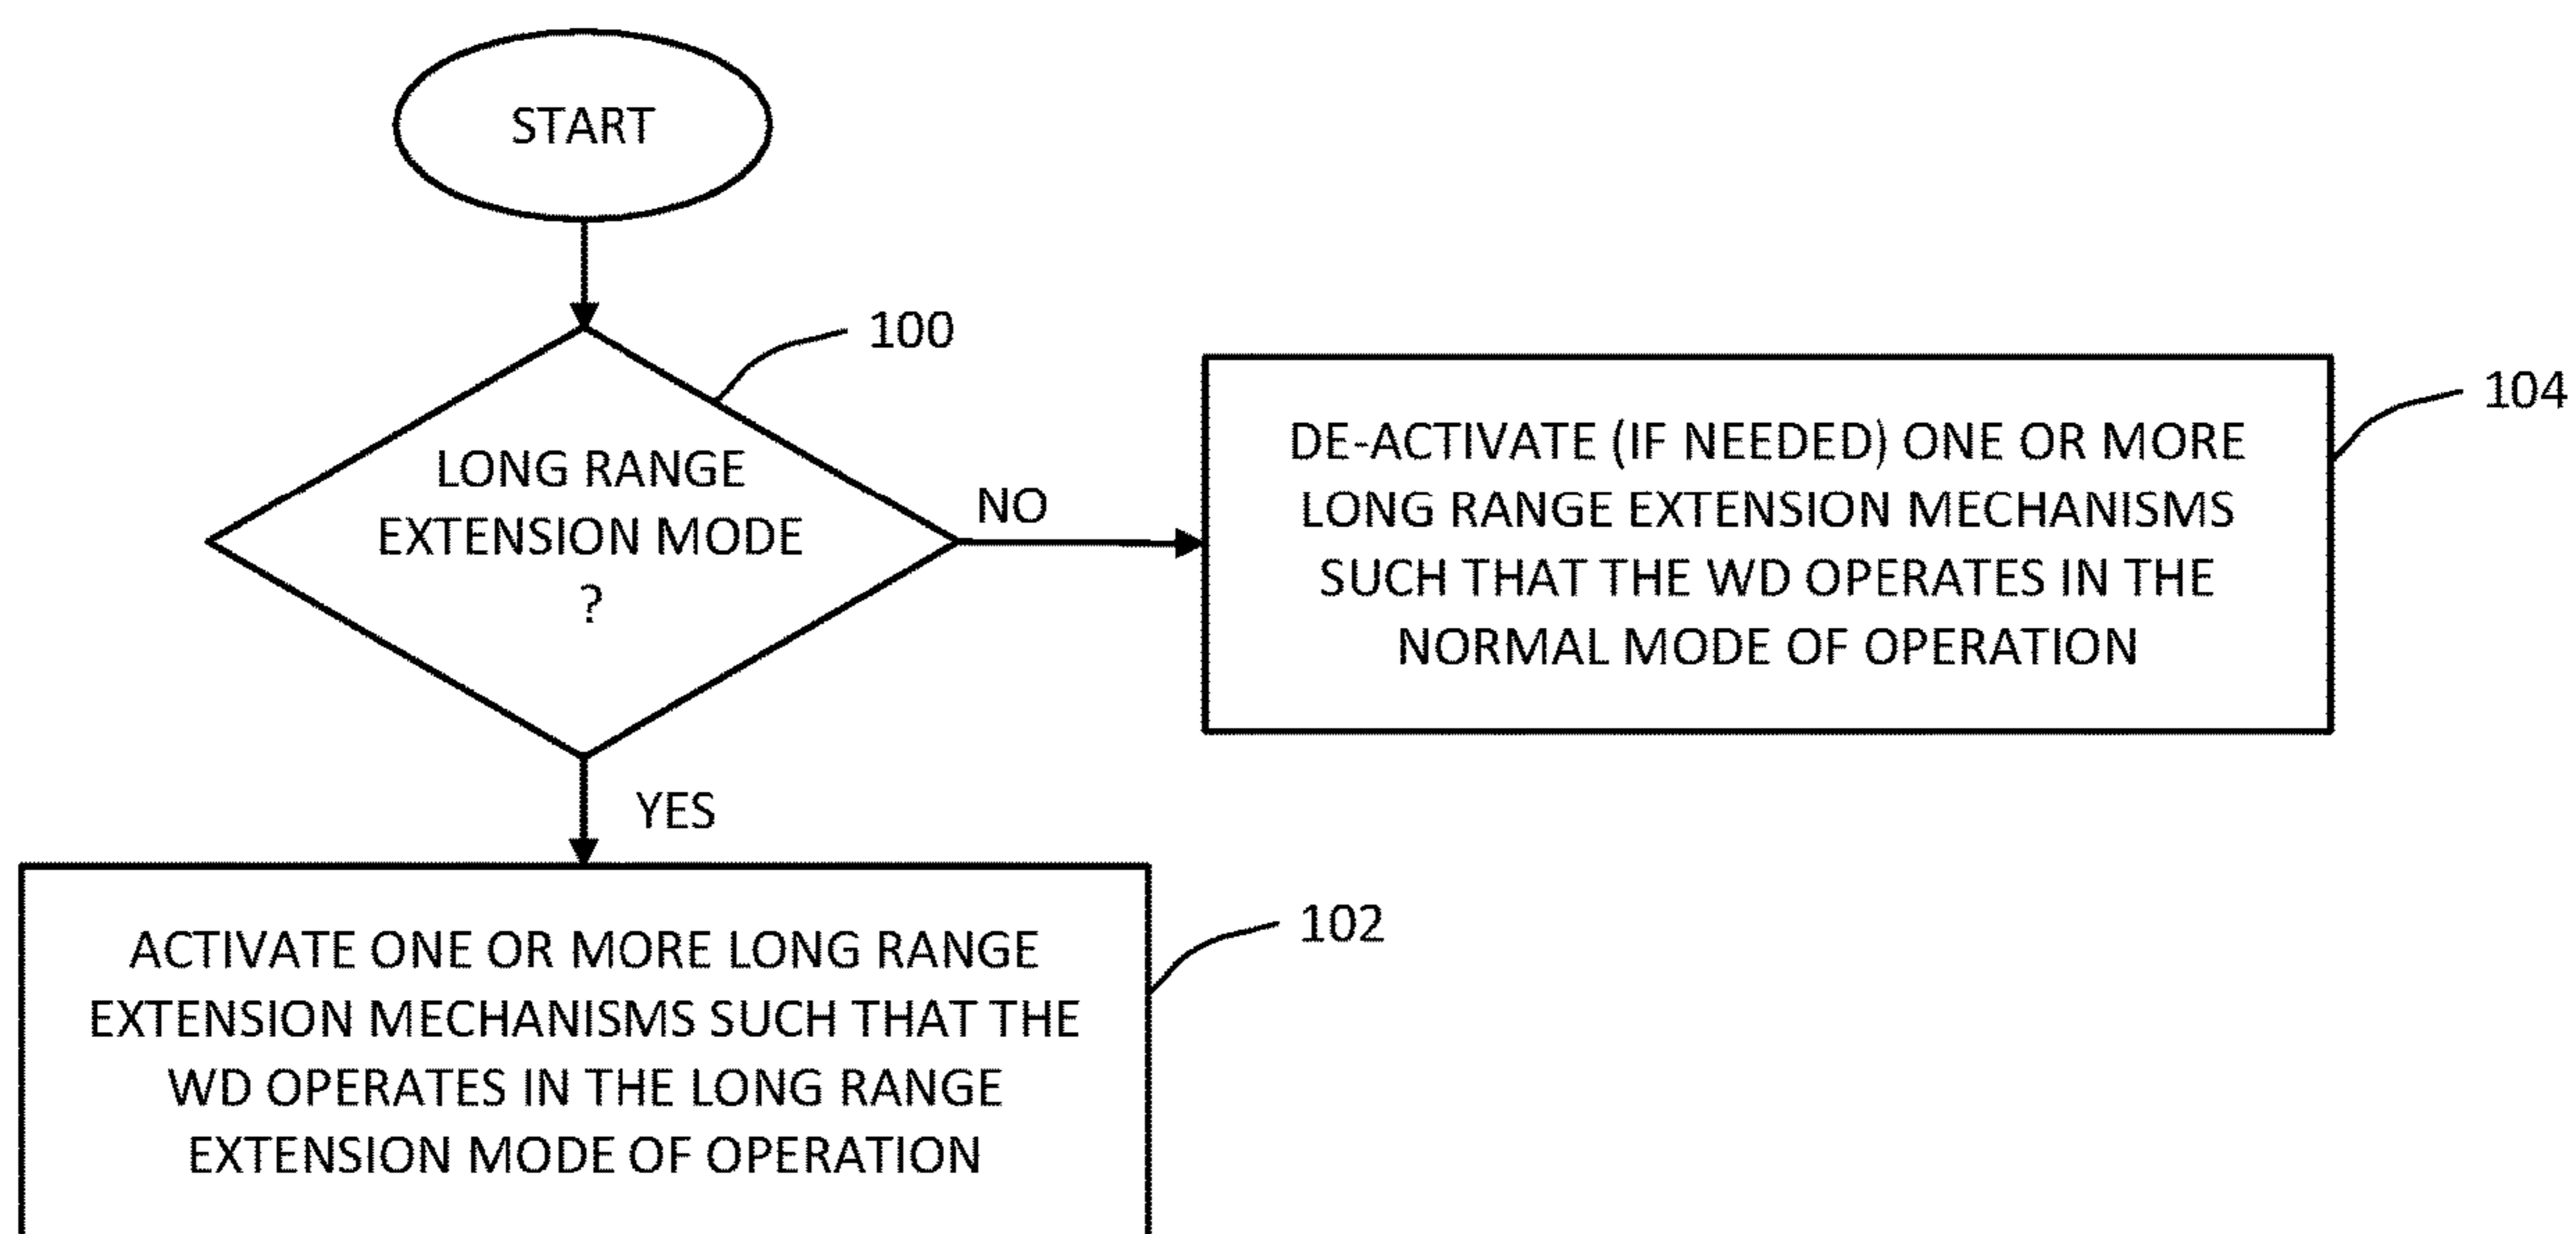 START
100
LONG RANGE
EXTENSION MODE
?
NO
104
DE-ACTIVATE (IF NEEDED) ONE OR MORE
LONG RANGE EXTENSION MECHANISMS
SUCH THAT THE WD OPERATES IN THE
NORMAL MODE OF OPERATION
YES
102
ACTIVATE ONE OR MORE LONG RANGE
EXTENSION MECHANISMS SUCH THAT THE
WD OPERATES IN THE LONG RANGE
EXTENSION MODE OF OPERATION